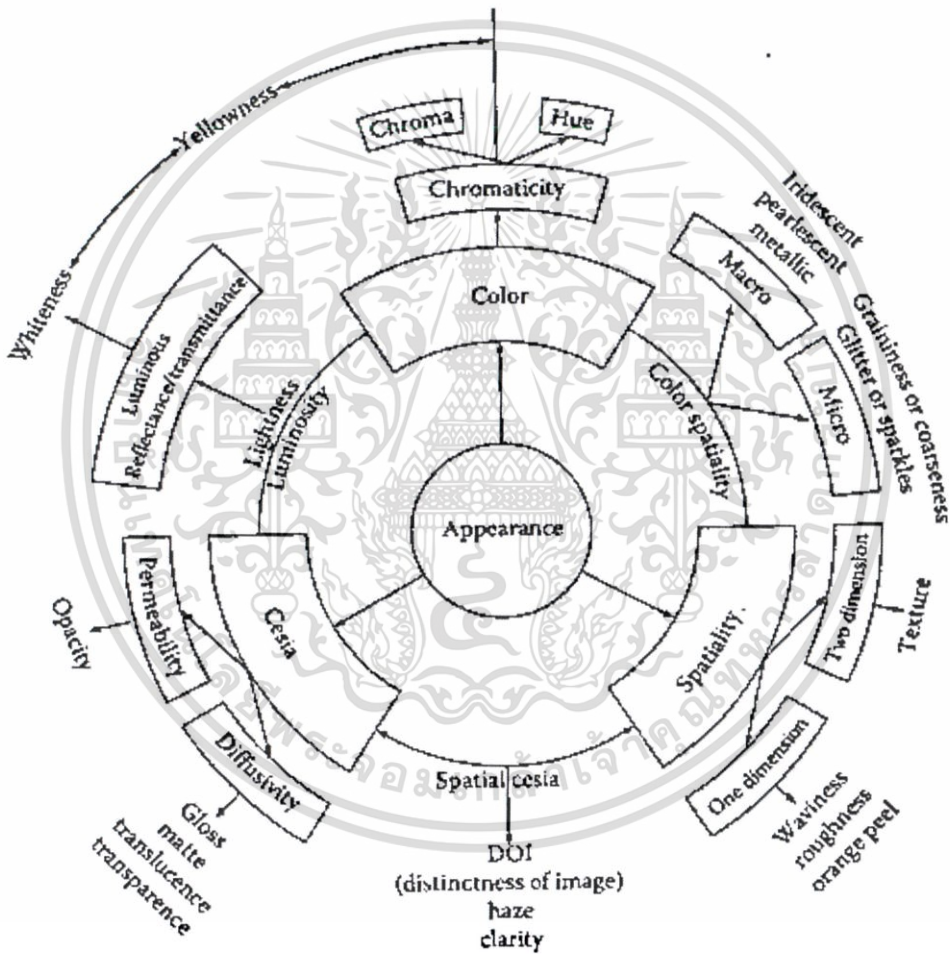 Yellowness
Chroma
Hue
Chromaticity
Iridescent
pearlescent
metallic
Macro
Color
Whiteness
Luminous
Reflectance/transmittance
Lightness
Luminosity
Color spatiality
Micro
Glitter or sparkles
Graininess or coarseness
Appearance
Permeability
Opacity
Cesia
Spatiality
Two dimension
Texture
Diffusivity
Gloss
matte
translucence
transparence
Spatial cesia
DOI
(distinctness of image)
haze
clarity
One dimension
Waviness
roughness
orange peel